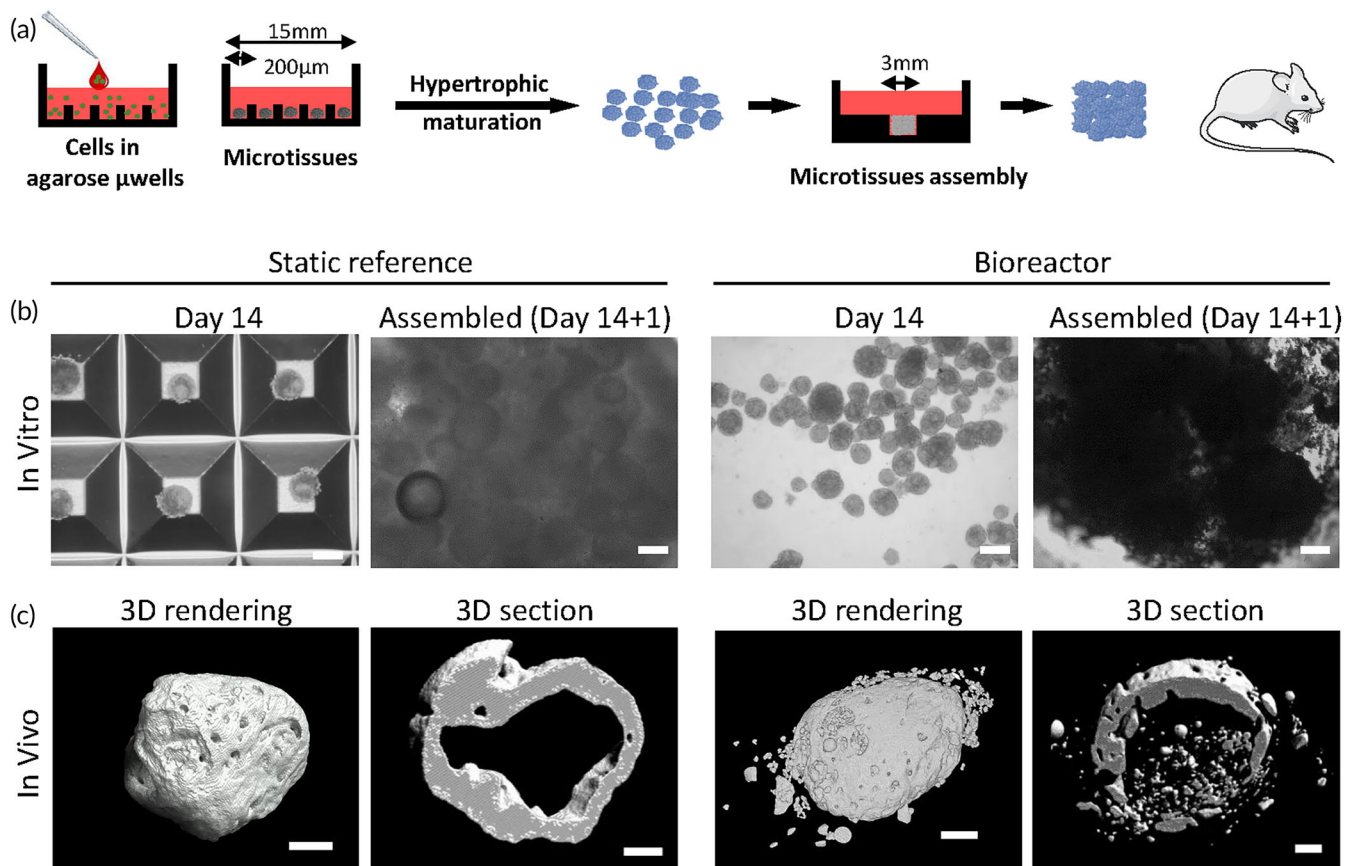 (a)
15mm
200µm
Cells in
agarose µwells
Microtissues
Hypertrophic
maturation
3mm
Microtissues assembly
Static reference
Bioreactor
(b)
Day 14
Assembled (Day 14+1)
Day 14
Assembled (Day 14+1)
In Vitro
(c)
3D rendering
3D section
3D rendering
3D section
In Vivo